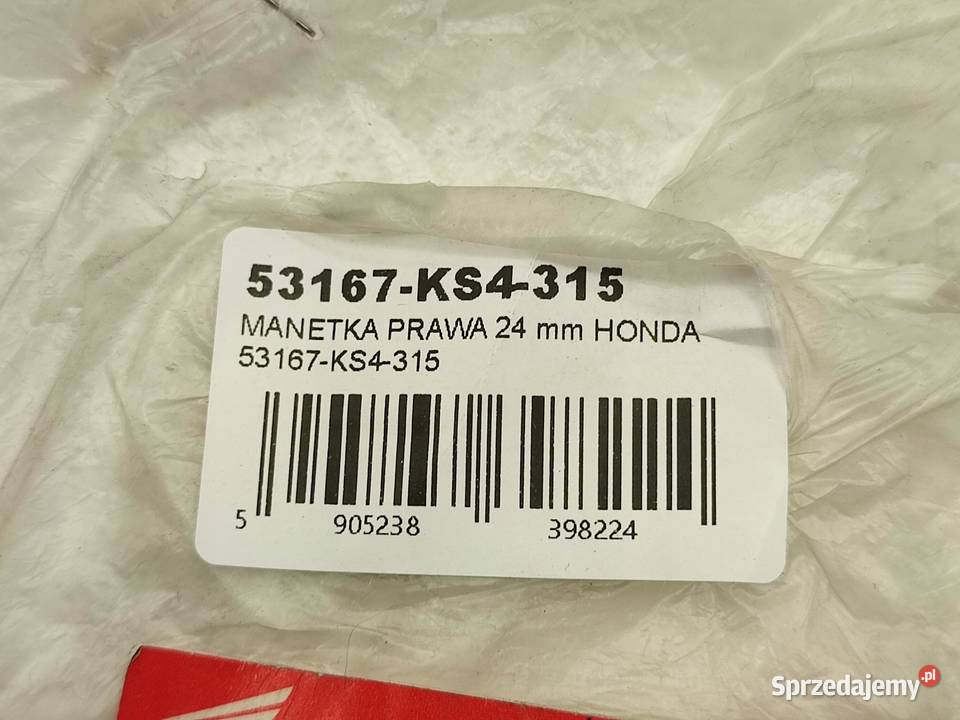 53167-KS4-315
MANETKA PRAWA 24 mm HONDA
53167-KS4-315
5 905238 398224
Sprzedajemy.pl